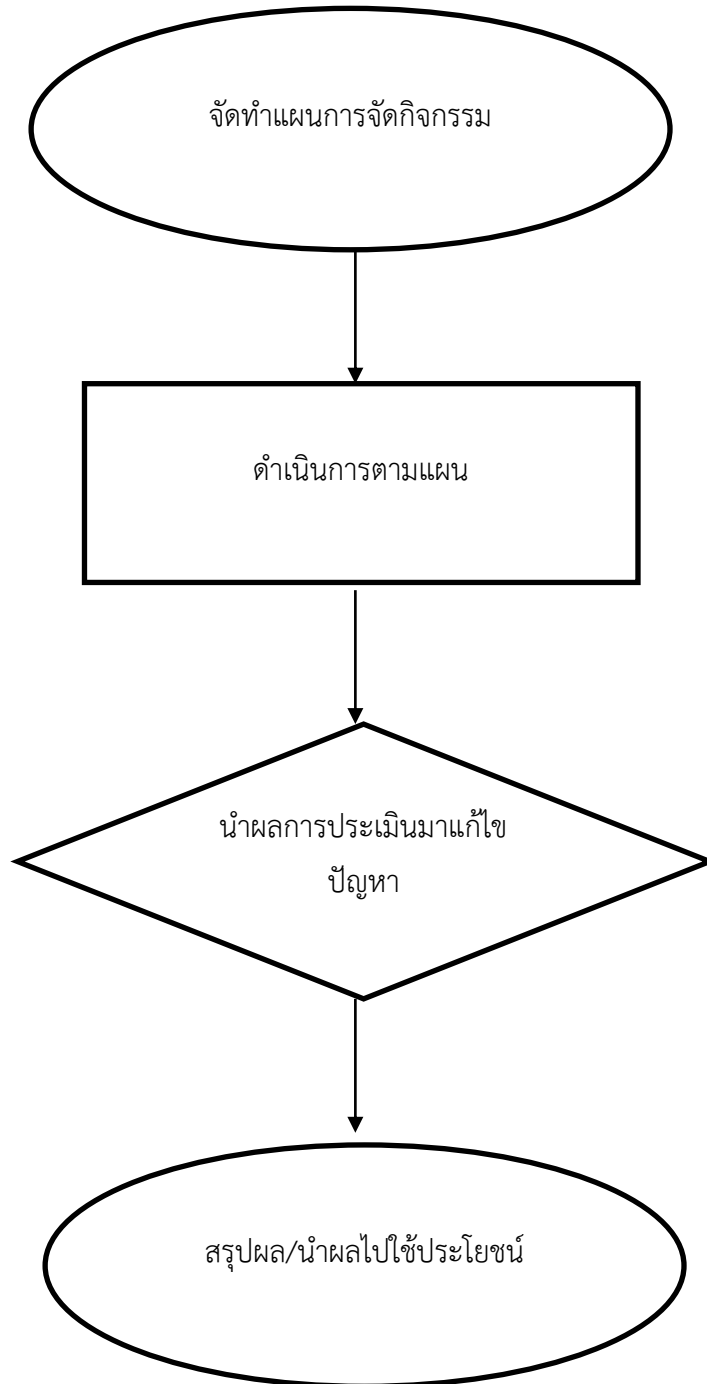 จัดทำแผนการจัดกิจกรรม
ดำเนินการตามแผน
นำผลการประเมินมาแก้ไข
ปัญหา
สรุปผล/นำผลไปใช้ประโยชน์